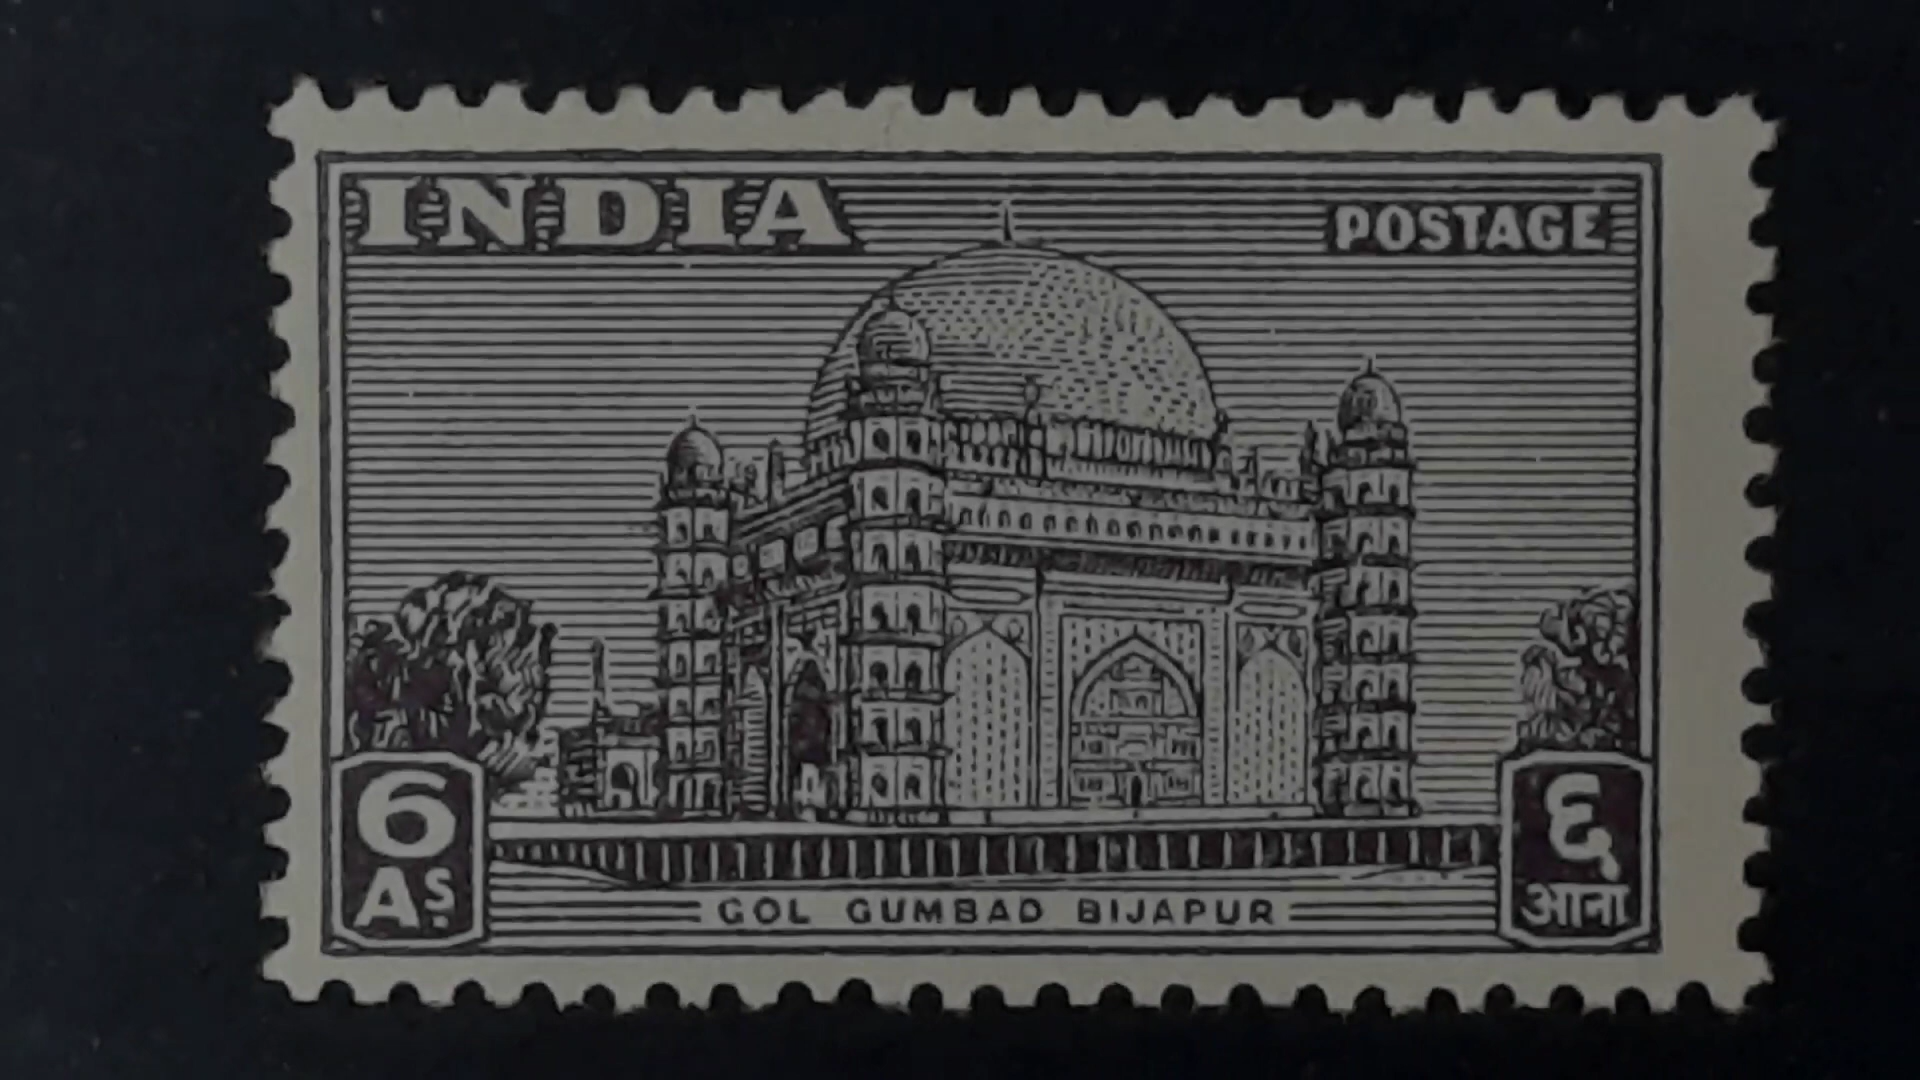 INDIA
POSTAGE
6
As.
GOL GUMBAD BIJAPUR
६
आना